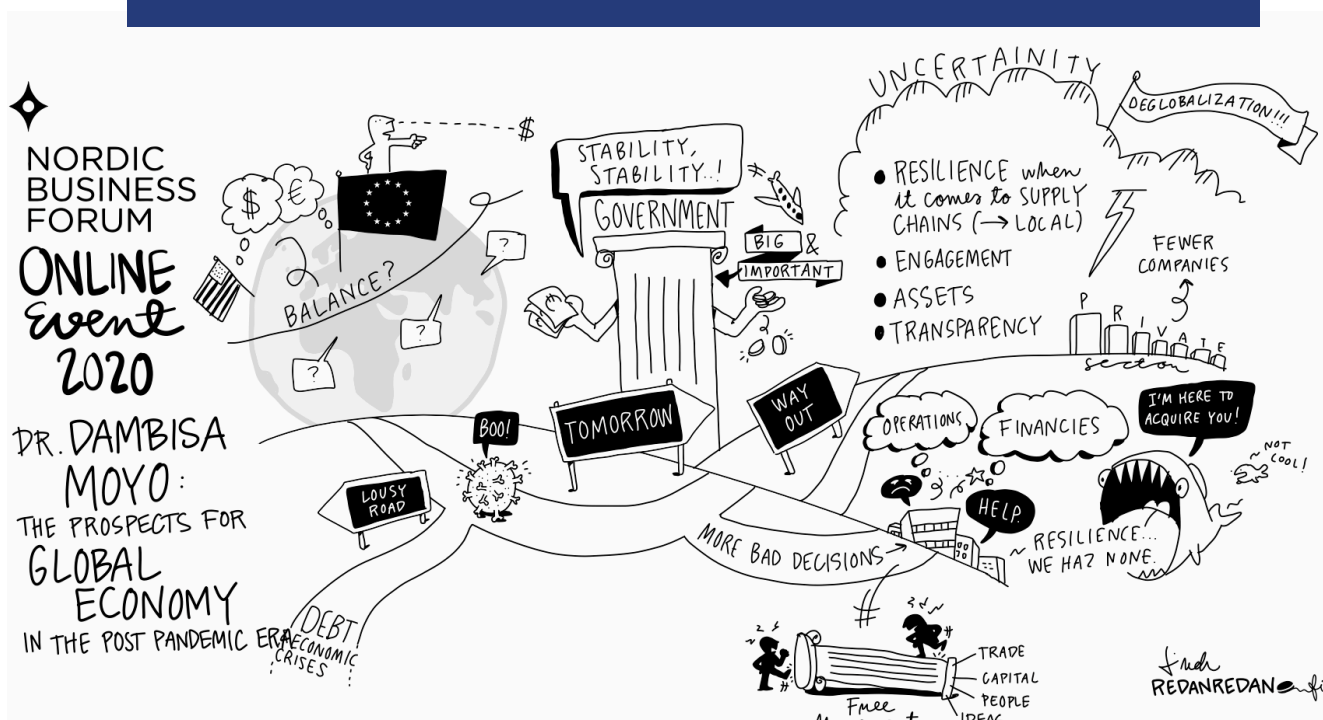 NORDIC
BUSINESS
FORUM
ONLINE
Event
2020
DR. DAMBISA
MOYO:
THE PROSPECTS FOR
GLOBAL
ECONOMY
IN THE POST PANDEMIC ERA
$
€
$
BALANCE?
?
?
?
STABILITY,
STABILITY..!
GOVERNMENT
BIG &
IMPORTANT
UNCERTAINITY
DEGLOBALIZATION!!!
• RESILIENCE when
it comes to SUPPLY
CHAINS (→ LOCAL)
• ENGAGEMENT
• ASSETS
• TRANSPARENCY
FEWER
COMPANIES
PRIVATE
sector
LOUSY
ROAD
BOO!
TOMORROW
WAY
OUT
OPERATIONS
FINANCIES
I'M HERE TO
ACQUIRE YOU!
NOT
COOL!
HELP.
~ RESILIENCE...
WE HAZ NONE.
MORE BAD DECISIONS →
DEBT
ECONOMIC
CRISES
TRADE
CAPITAL
PEOPLE
IDEAS
Free
REDANREDAN